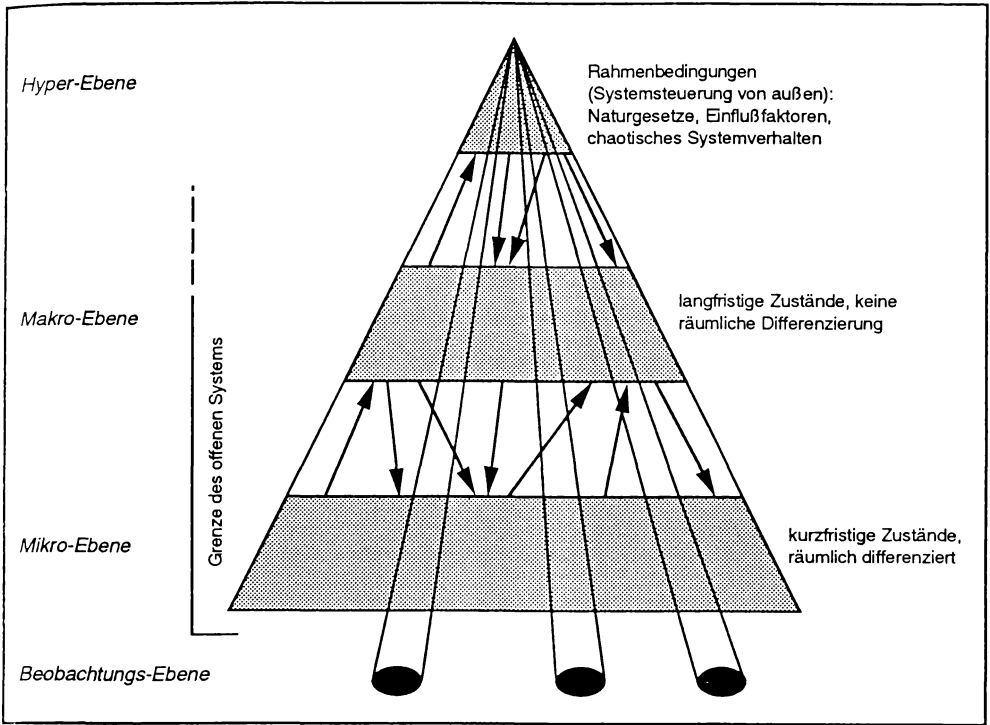 Hyper-Ebene
Rahmenbedingungen
(Systemsteuerung von außen):
Naturgesetze, Einflußfaktoren,
chaotisches Systemverhalten
Makro-Ebene
langfristige Zustände, keine
räumliche Differenzierung
Grenze des offenen Systems
Mikro-Ebene
kurzfristige Zustände,
räumlich differenziert
Beobachtungs-Ebene